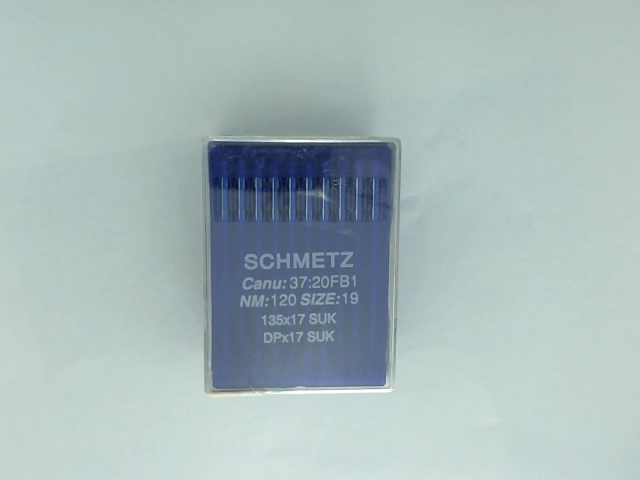 SCHMETZ
Canu: 37:20FB1
NM:120 SIZE:19
135x17 SUK
DPx17 SUK